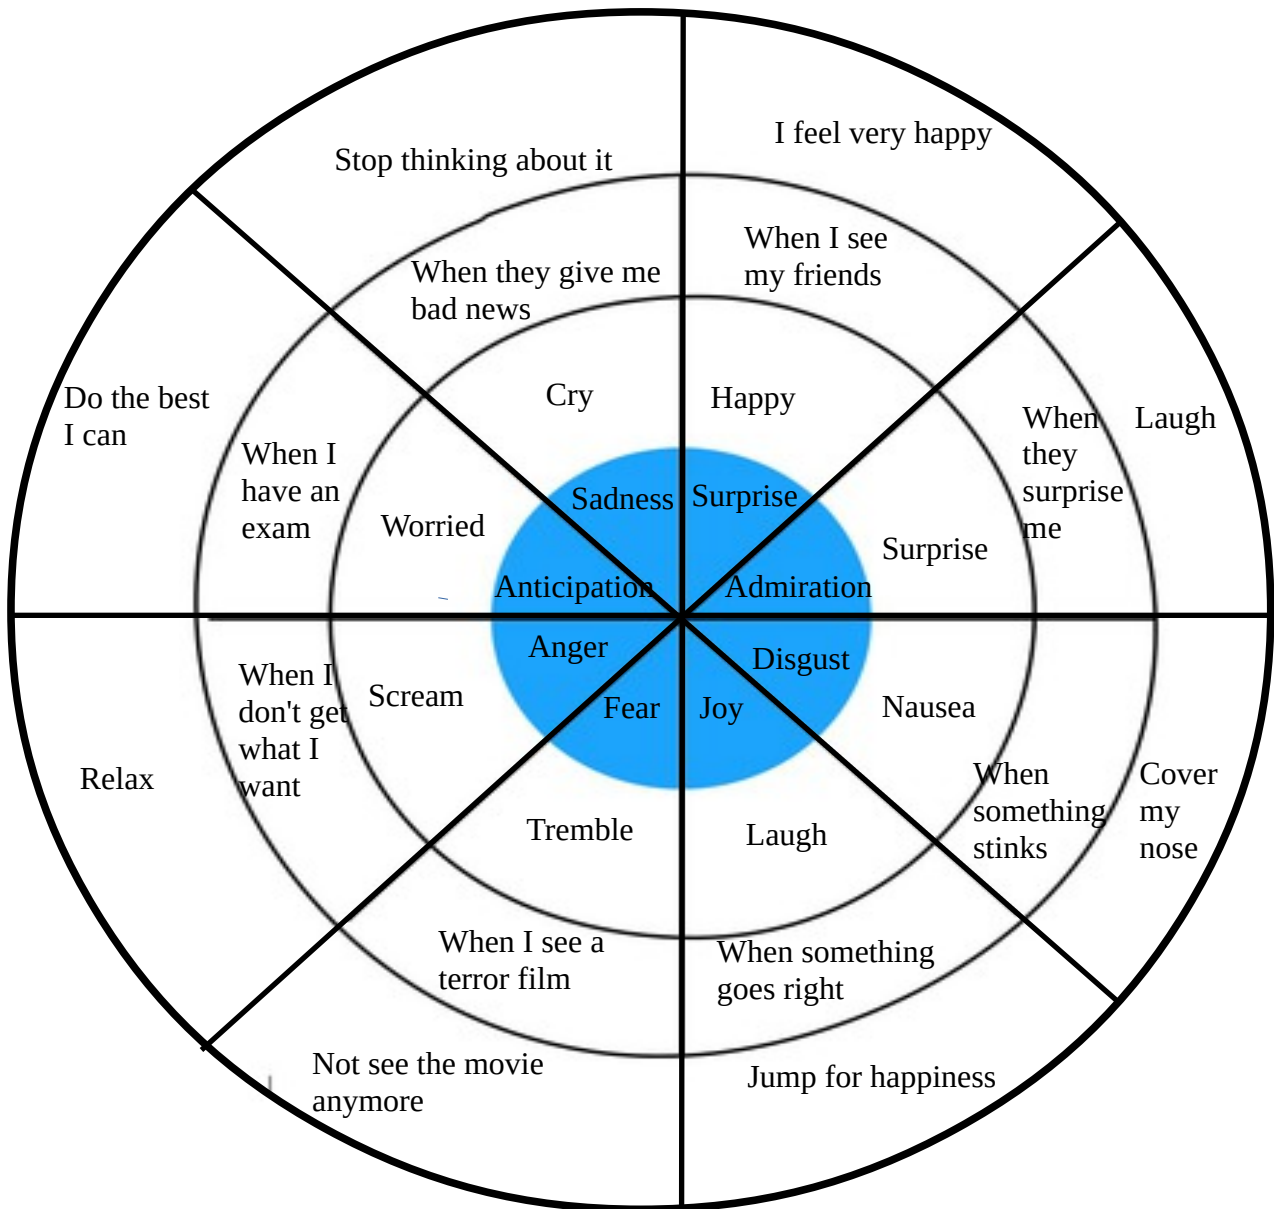 I feel very happy
Stop thinking about it
When I see
my friends
When they give me
bad news
Cry
Happy
Do the best
I can
When I
have an
exam
Worried
Sadness
Surprise
Surprise
When
they
surprise
me
Laugh
Anticipation
Admiration
Anger
Disgust
Fear
Joy
When I
don't get
what I
want
Scream
Relax
Nausea
When
something
stinks
Cover
my
nose
Tremble
Laugh
When I see a
terror film
When something
goes right
Not see the movie
anymore
Jump for happiness